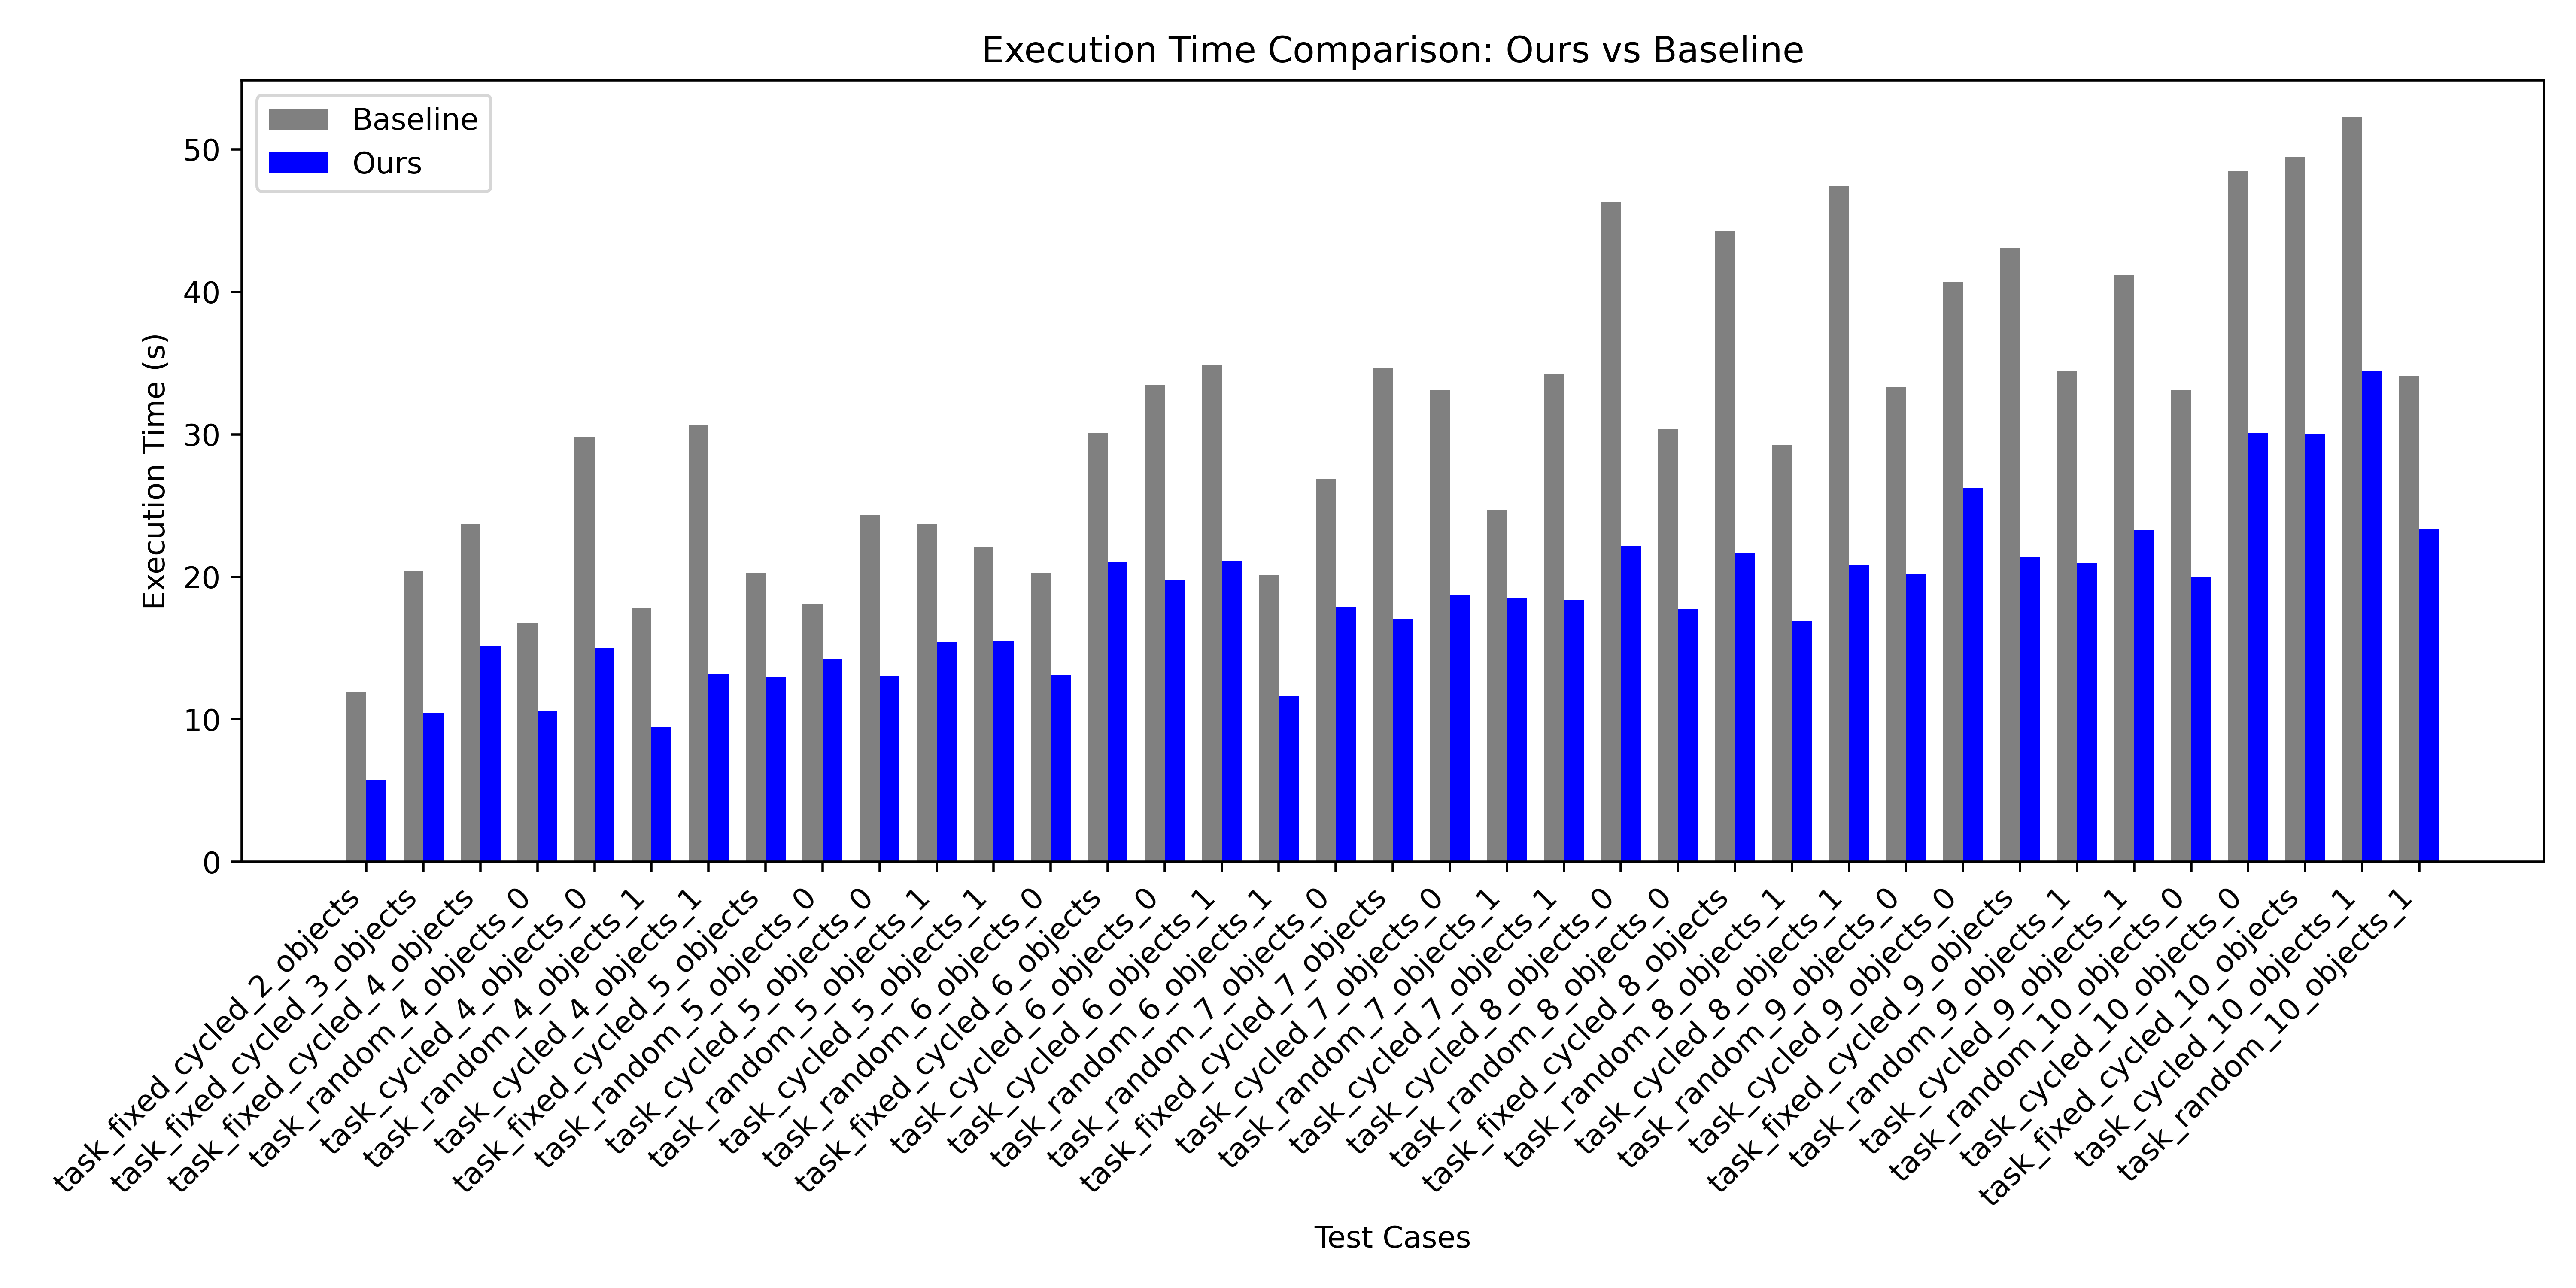 Execution Time Comparison: Ours vs Baseline
Baseline
Ours
Execution Time (s)
50
40
30
20
10
0
task_fixed_cycled_2_objects
task_fixed_cycled_3_objects
task_fixed_cycled_4_objects
task_random_4_objects_0
task_cycled_4_objects_0
task_random_4_objects_1
task_cycled_4_objects_1
task_fixed_cycled_5_objects
task_random_5_objects_0
task_cycled_5_objects_0
task_random_5_objects_1
task_cycled_5_objects_1
task_random_6_objects_0
task_fixed_cycled_6_objects
task_cycled_6_objects_0
task_cycled_6_objects_1
task_random_6_objects_1
task_random_7_objects_0
task_fixed_cycled_7_objects
task_cycled_7_objects_0
task_random_7_objects_1
task_cycled_7_objects_1
task_cycled_8_objects_0
task_random_8_objects_0
task_fixed_cycled_8_objects
task_random_8_objects_1
task_cycled_8_objects_1
task_random_9_objects_0
task_cycled_9_objects_0
task_fixed_cycled_9_objects
task_random_9_objects_1
task_cycled_9_objects_1
task_random_10_objects_0
task_cycled_10_objects_0
task_fixed_cycled_10_objects
task_cycled_10_objects_1
task_random_10_objects_1
Test Cases